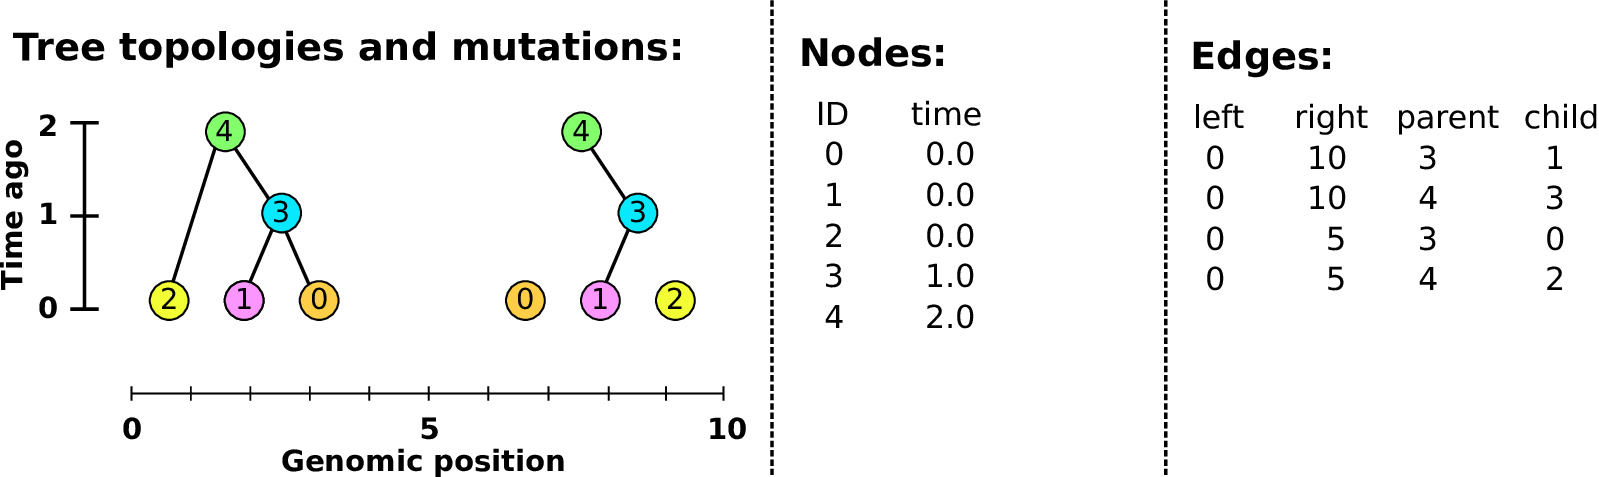 Tree topologies and mutations:
Time ago
2
1
0
4
3
2 1 0
4
3
0 1 2
0 5 10
Genomic position
Nodes:
ID time
0 0.0
1 0.0
2 0.0
3 1.0
4 2.0
Edges:
left right parent child
0 10 3 1
0 10 4 3
0 5 3 0
0 5 4 2